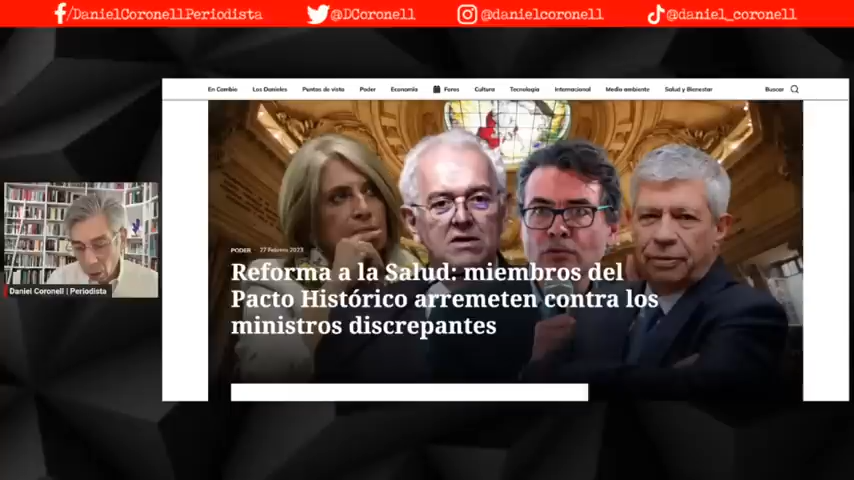 /DanielCoronellPeriodista
@DCoronell
@danielcoronell
@daniel_coronell
En Cambio Los Danieles Puntos de vista Poder Economía Foros Cultura Tecnología Internacional Medio ambiente Salud y Bienestar Buscar
PODER 27 Febrero 2023
Reforma a la Salud: miembros del
Pacto Histórico arremeten contra los
ministros discrepantes
Daniel Coronell | Periodista